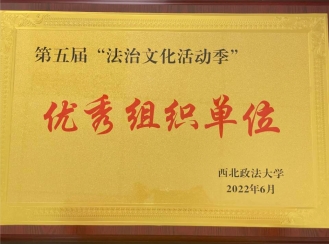 第五届“法治文化活动季”
优秀组织单位
西北政法大学
2022年6月